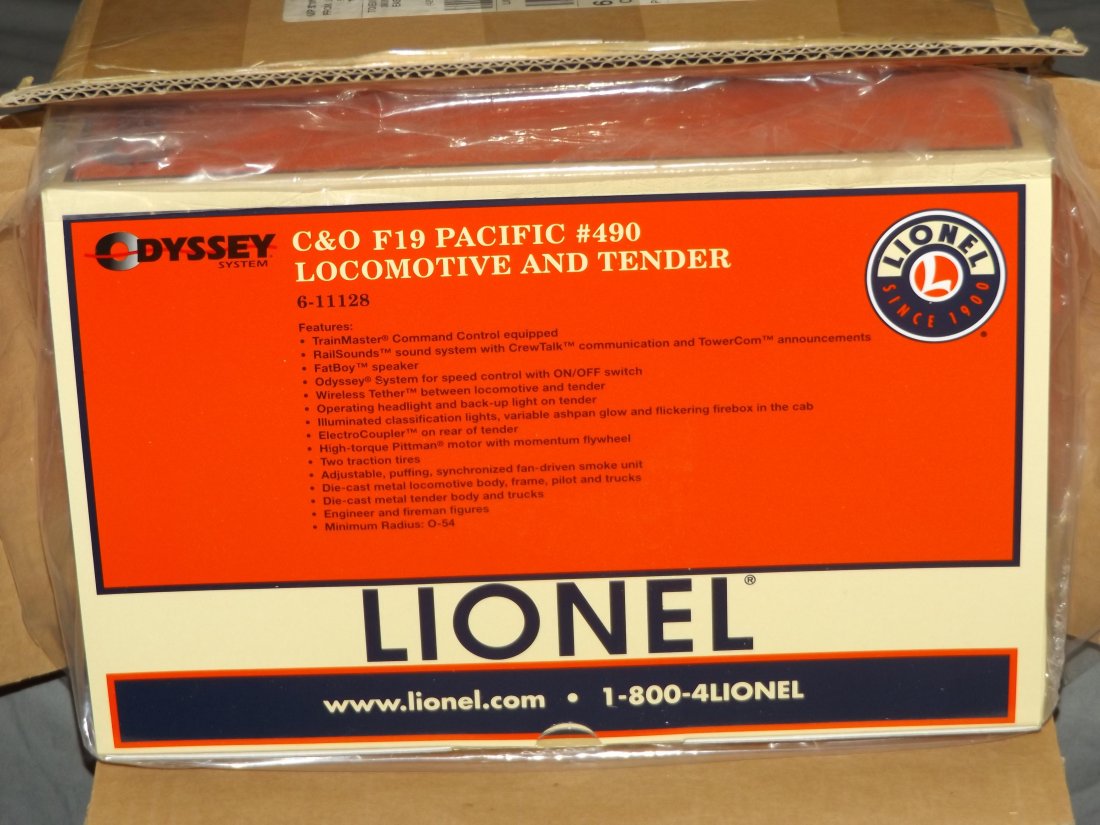 ODYSSEY
SYSTEM™
C&O F19 PACIFIC #490
LOCOMOTIVE AND TENDER
6-11128
Features:
• TrainMaster® Command Control equipped
• RailSounds™ sound system with CrewTalk™ communication and TowerCom™ announcements
• FatBoy™ speaker
• Odyssey® System for speed control with ON/OFF switch
• Wireless Tether™ between locomotive and tender
• Operating headlight and back-up light on tender
• Illuminated classification lights, variable ashpan glow and flickering firebox in the cab
• ElectroCoupler™ on rear of tender
• High-torque Pittman® motor with momentum flywheel
• Two traction tires
• Adjustable, puffing, synchronized fan-driven smoke unit
• Die-cast metal locomotive body, frame, pilot and trucks
• Die-cast metal tender body and trucks
• Engineer and fireman figures
• Minimum Radius: O-54
LIONEL
L
SINCE 1900
®
LIONEL®
www.lionel.com • 1-800-4LIONEL